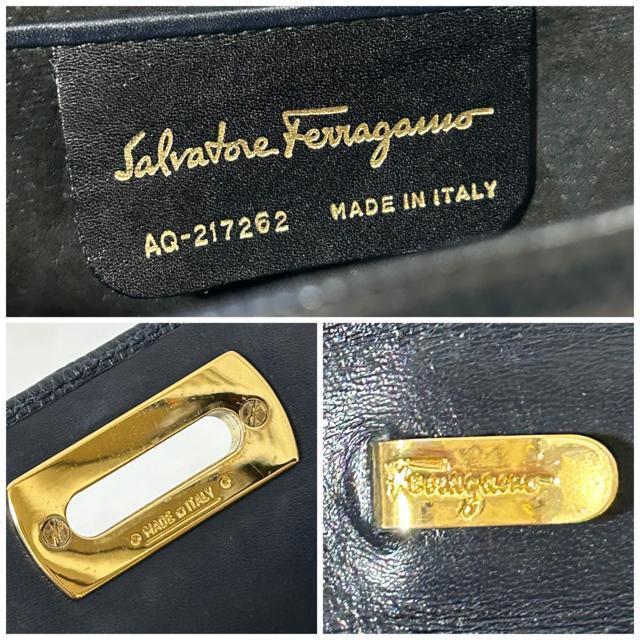 Salvatore Ferragamo
AQ-217262 MADE IN ITALY
MADE IN ITALY
Ferragamo